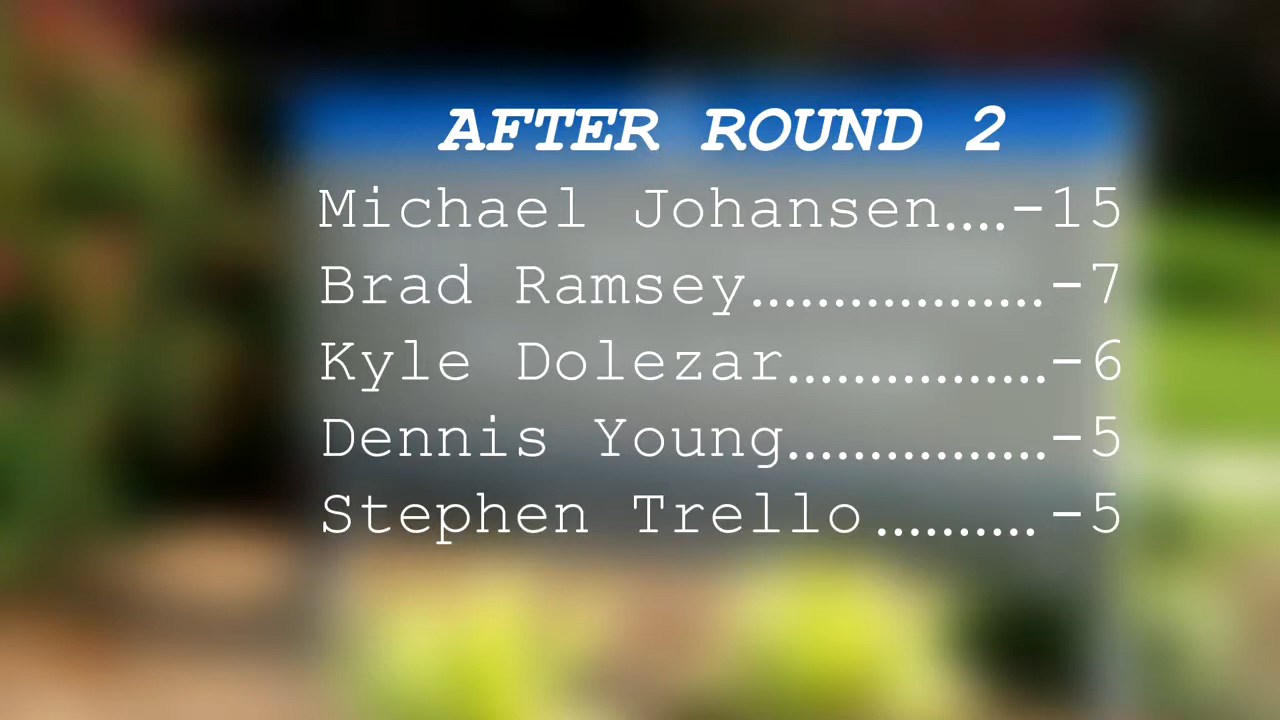 AFTER ROUND 2
Michael Johansen....-15
Brad Ramsey..................-7
Kyle Dolezar................-6
Dennis Young................-5
Stephen Trello..........-5